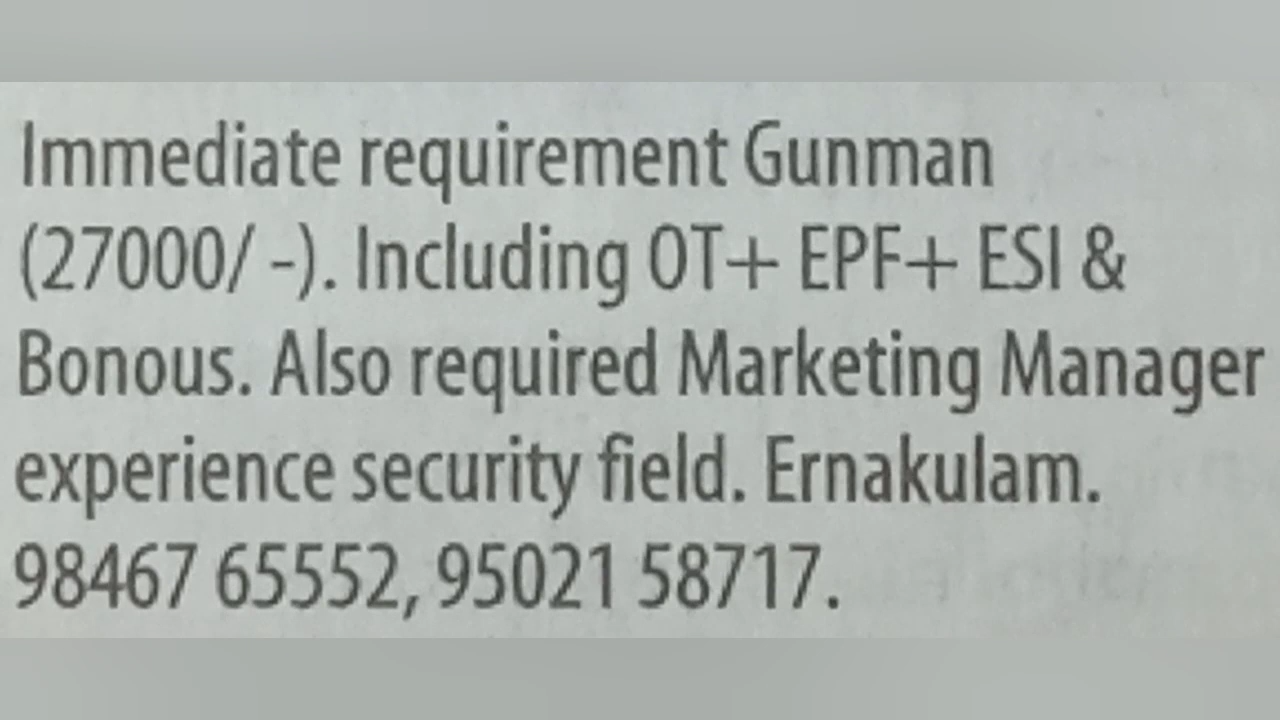 Immediate requirement Gunman
(27000/ -). Including OT+ EPF+ ESI &
Bonous. Also required Marketing Manager
experience security field. Ernakulam.
98467 65552, 95021 58717.